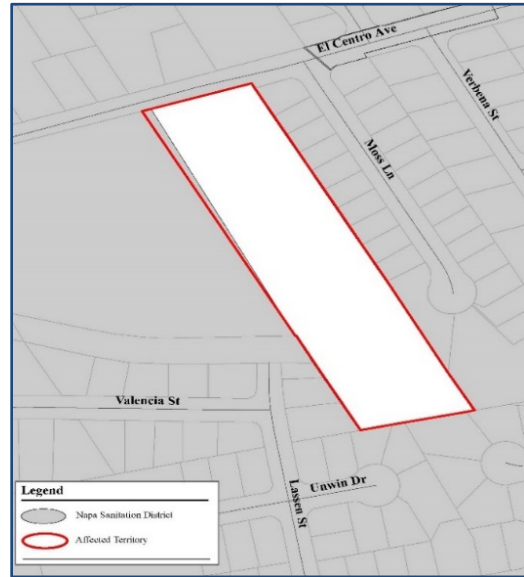 El Centro Ave
Verbena St
Moss Ln
Valencia St
Lassen St
Unwin Dr
Legend
Napa Sanitation District
Affected Territory